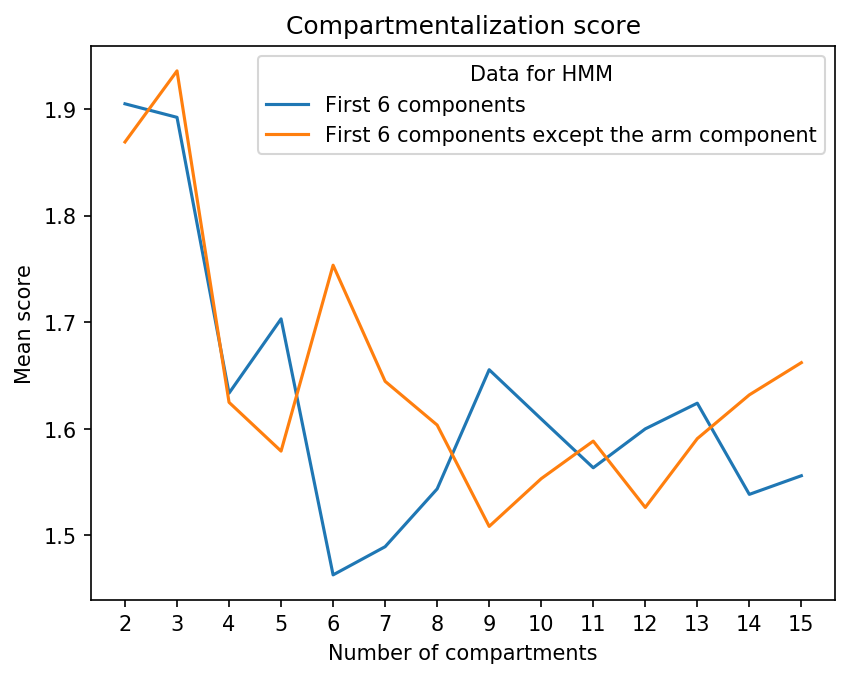 Compartmentalization score
Data for HMM
First 6 components
First 6 components except the arm component
Mean score
1.9
1.8
1.7
1.6
1.5
2 3 4 5 6 7 8 9 10 11 12 13 14 15
Number of compartments